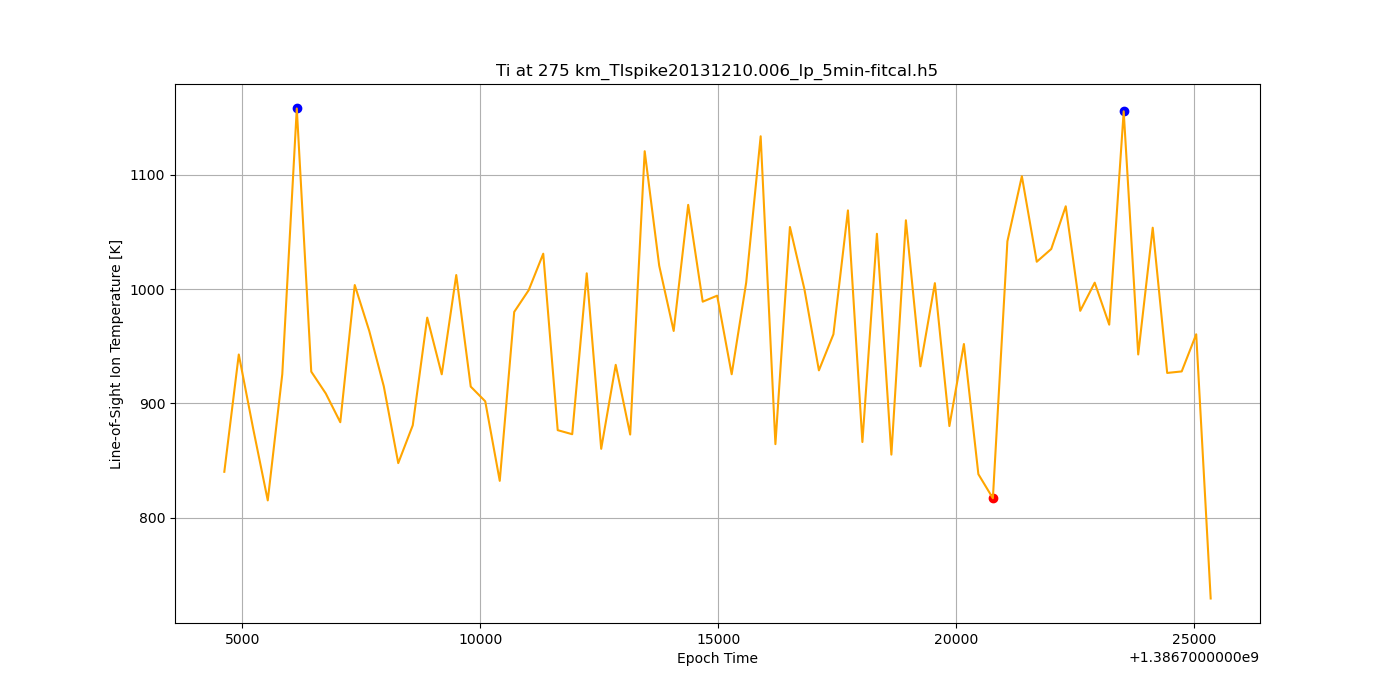 Ti at 275 km_TIspike20131210.006_lp_5min-fitcal.h5
Line-of-Sight Ion Temperature [K]
1100
1000
900
800
5000
10000
15000
20000
25000
Epoch Time
+1.3867000000e9